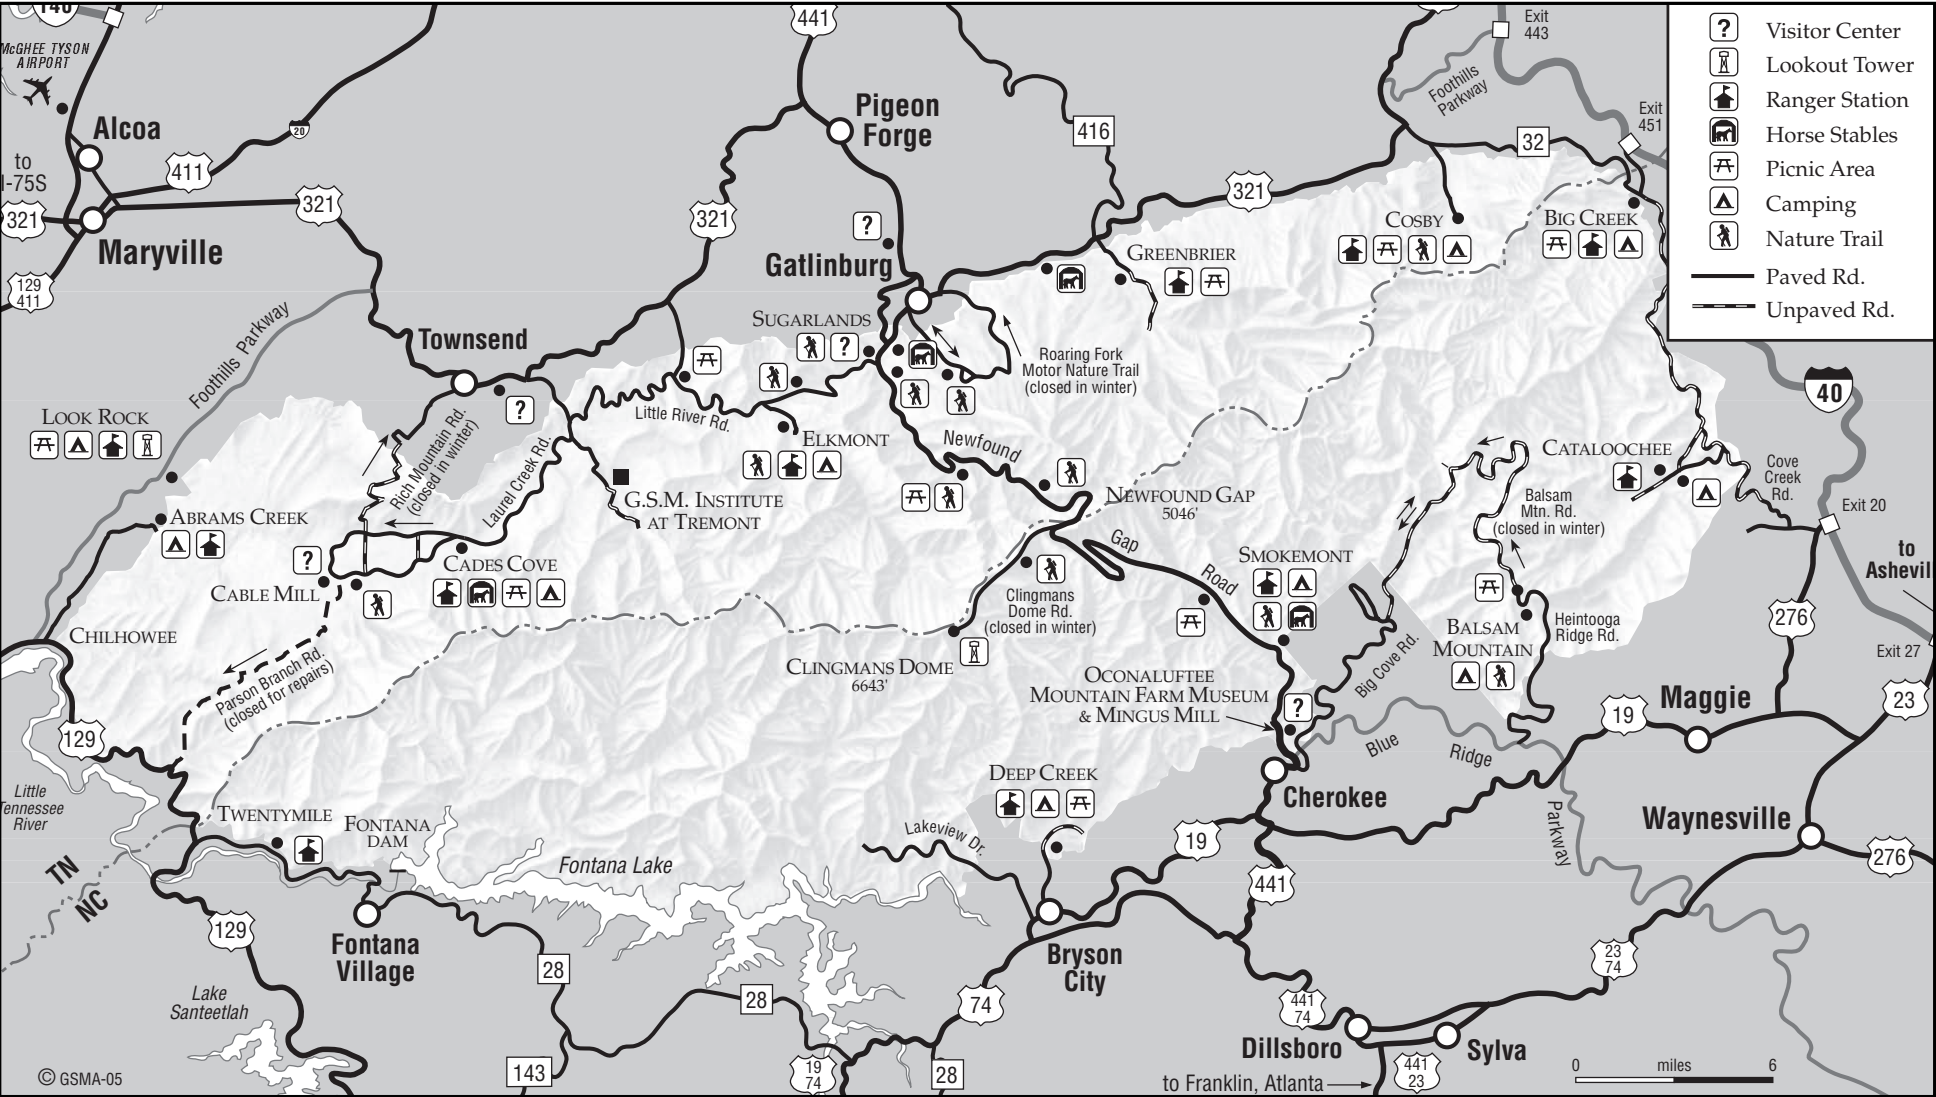 140
McGHEE TYSON
AIRPORT
Alcoa
to
I-75S
411
20
321
321
Maryville
129
411
321
441
Pigeon
Forge
416
Gatlinburg
?
321
Exit
443
Foothills
Parkway
Exit
451
32
? Visitor Center
Lookout Tower
Ranger Station
Horse Stables
Picnic Area
Camping
Nature Trail
Paved Rd.
Unpaved Rd.
COSBY
BIG CREEK
GREENBRIER
SUGARLANDS
?
Roaring Fork
Motor Nature Trail
(closed in winter)
Foothills Parkway
Townsend
?
LOOK ROCK
Rich Mountain Rd.
(closed in winter)
Laurel Creek Rd.
Little River Rd.
ELKMONT
G.S.M. INSTITUTE
AT TREMONT
Newfound
Gap
Road
NEWFOUND GAP
5046'
ABRAMS CREEK
?
CABLE MILL
CADES COVE
CHILHOWEE
Parson Branch Rd.
(closed for repairs)
Clingmans
Dome Rd.
(closed in winter)
CLINGMANS DOME
6643'
SMOKEMONT
OCONALUFTEE
MOUNTAIN FARM MUSEUM
& MINGUS MILL
?
Big Cove Rd.
CATALOOCHEE
Balsam
Mtn. Rd.
(closed in winter)
Cove
Creek
Rd.
40
Exit 20
to
Ashevil
276
Exit 27
23
Heintooga
Ridge Rd.
BALSAM
MOUNTAIN
Blue
Ridge
Parkway
19
Maggie
Waynesville
276
129
Little
Tennessee
River
TN
NC
TWENTYMILE
FONTANA
DAM
Fontana Lake
Fontana
Village
129
Lake
Santeetlah
28
143
28
19
74
28
74
DEEP CREEK
Lakeview Dr.
Bryson
City
19
Cherokee
441
441
74
Dillsboro
Sylva
23
74
441
23
to Franklin, Atlanta
0 miles 6
© GSMA-05